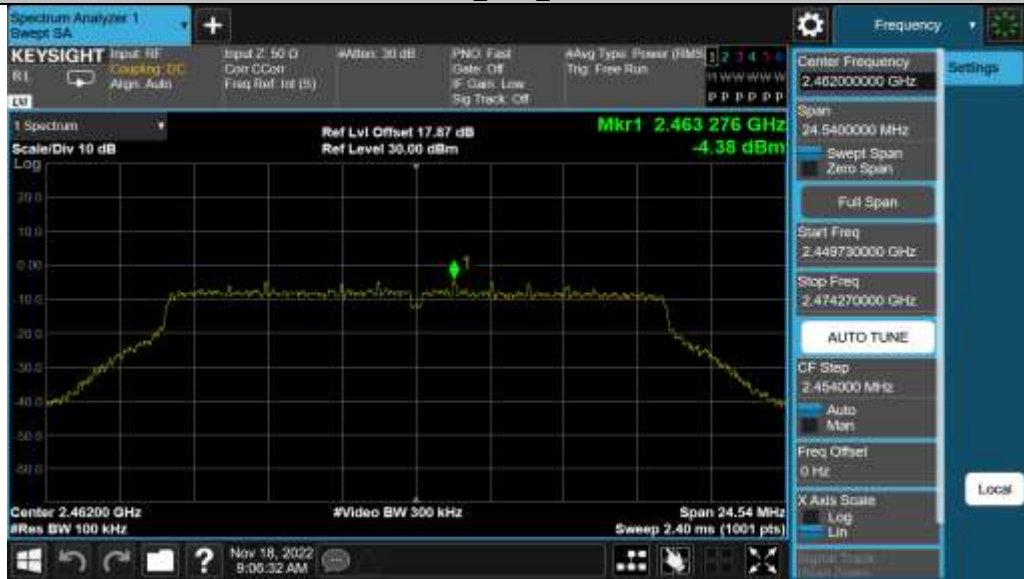 Spectrum Analyzer 1
Swept SA
+
Frequency
KEYSIGHT
RL
LXI
Input: RF
Coupling: DC
Align: Auto
Input Z: 50 Ω
Corr CCorr
Freq Ref: Int (S)
#Atten: 30 dB
PNO: Fast
Gate: Off
IF Gain: Low
Sig Track: Off
#Avg Type: Power (RMS)
Trig: Free Run
1 2 3 4 5 6
M W W W W W
P P P P P P
Center Frequency
2.462000000 GHz
Settings
Span
24.5400000 MHz
Swept Span
Zero Span
Full Span
Start Freq
2.449730000 GHz
Stop Freq
2.474270000 GHz
AUTO TUNE
CF Step
2.454000 MHz
Auto
Man
Freq Offset
0 Hz
X Axis Scale
Log
Lin
Signal Track
Local
1 Spectrum
Scale/Div 10 dB
Log
Ref Lvl Offset 17.87 dB
Ref Level 30.00 dBm
Mkr1 2.463 276 GHz
-4.38 dBm
20.0
10.0
0.00
-10.0
-20.0
-30.0
-40.0
-50.0
-60.0
1
Center 2.46200 GHz
#Res BW 100 kHz
#Video BW 300 kHz
Span 24.54 MHz
Sweep 2.40 ms (1001 pts)
?
Nov 18, 2022
9:06:32 AM